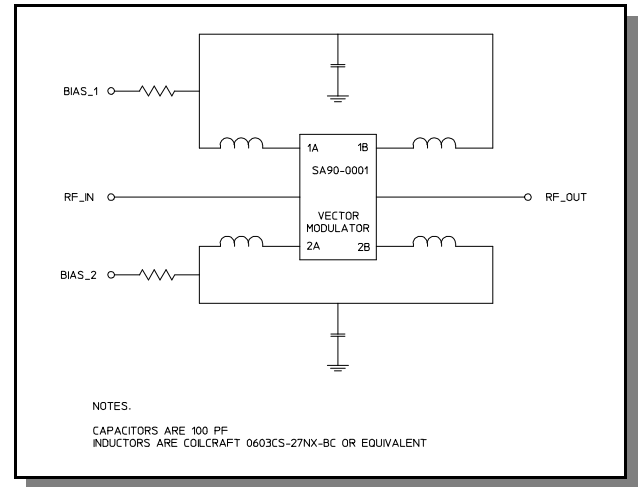 BIAS_1
1A 1B
SA90-0001
RF_IN
RF_OUT
VECTOR
MODULATOR
2A 2B
BIAS_2
NOTES.
CAPACITORS ARE 100 PF
INDUCTORS ARE COILCRAFT 0603CS-27NX-BC OR EQUIVALENT